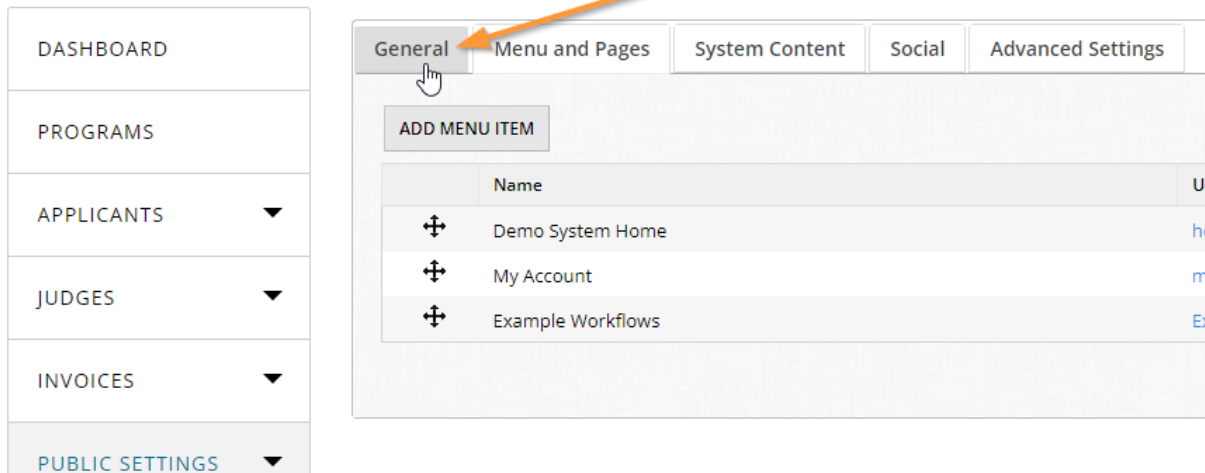 DASHBOARD
PROGRAMS
APPLICANTS
JUDGES
INVOICES
PUBLIC SETTINGS
General Menu and Pages System Content Social Advanced Settings
ADD MENU ITEM
Name
Demo System Home
My Account
Example Workflows